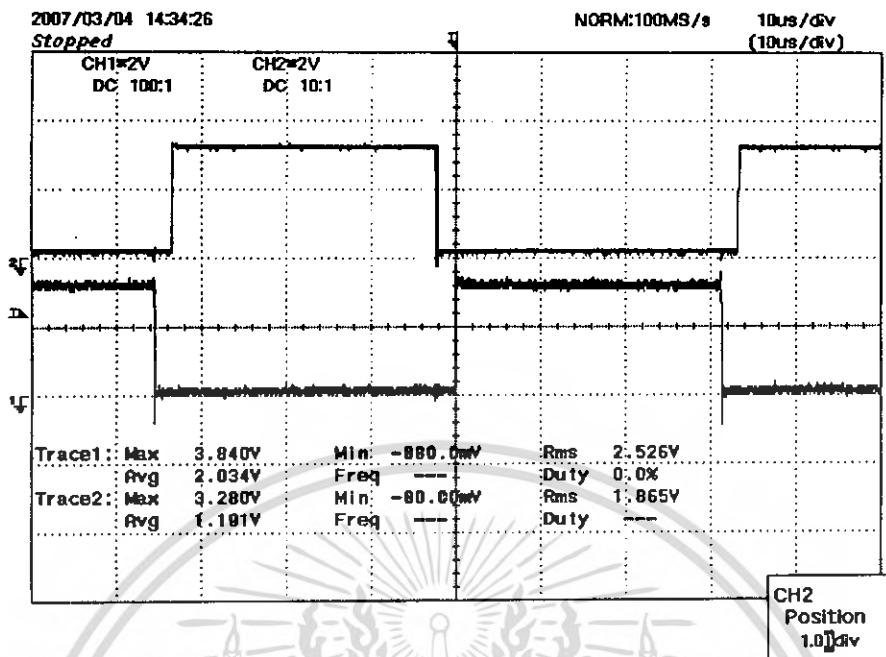 2007/03/04 14:34:26 NORM:100MS/s 10us/div
Stopped (10us/div)
CH1=2V CH2=2V
DC 100:1 DC 10:1
Trace1: Max 3.840V Min -880.0mV Rms 2.526V
Avg 2.034V Freq --- Duty 0.0%
Trace2: Max 3.280V Min -80.00mV Rms 1.865V
Avg 1.191V Freq --- Duty ---
CH2
Position
1.0 div